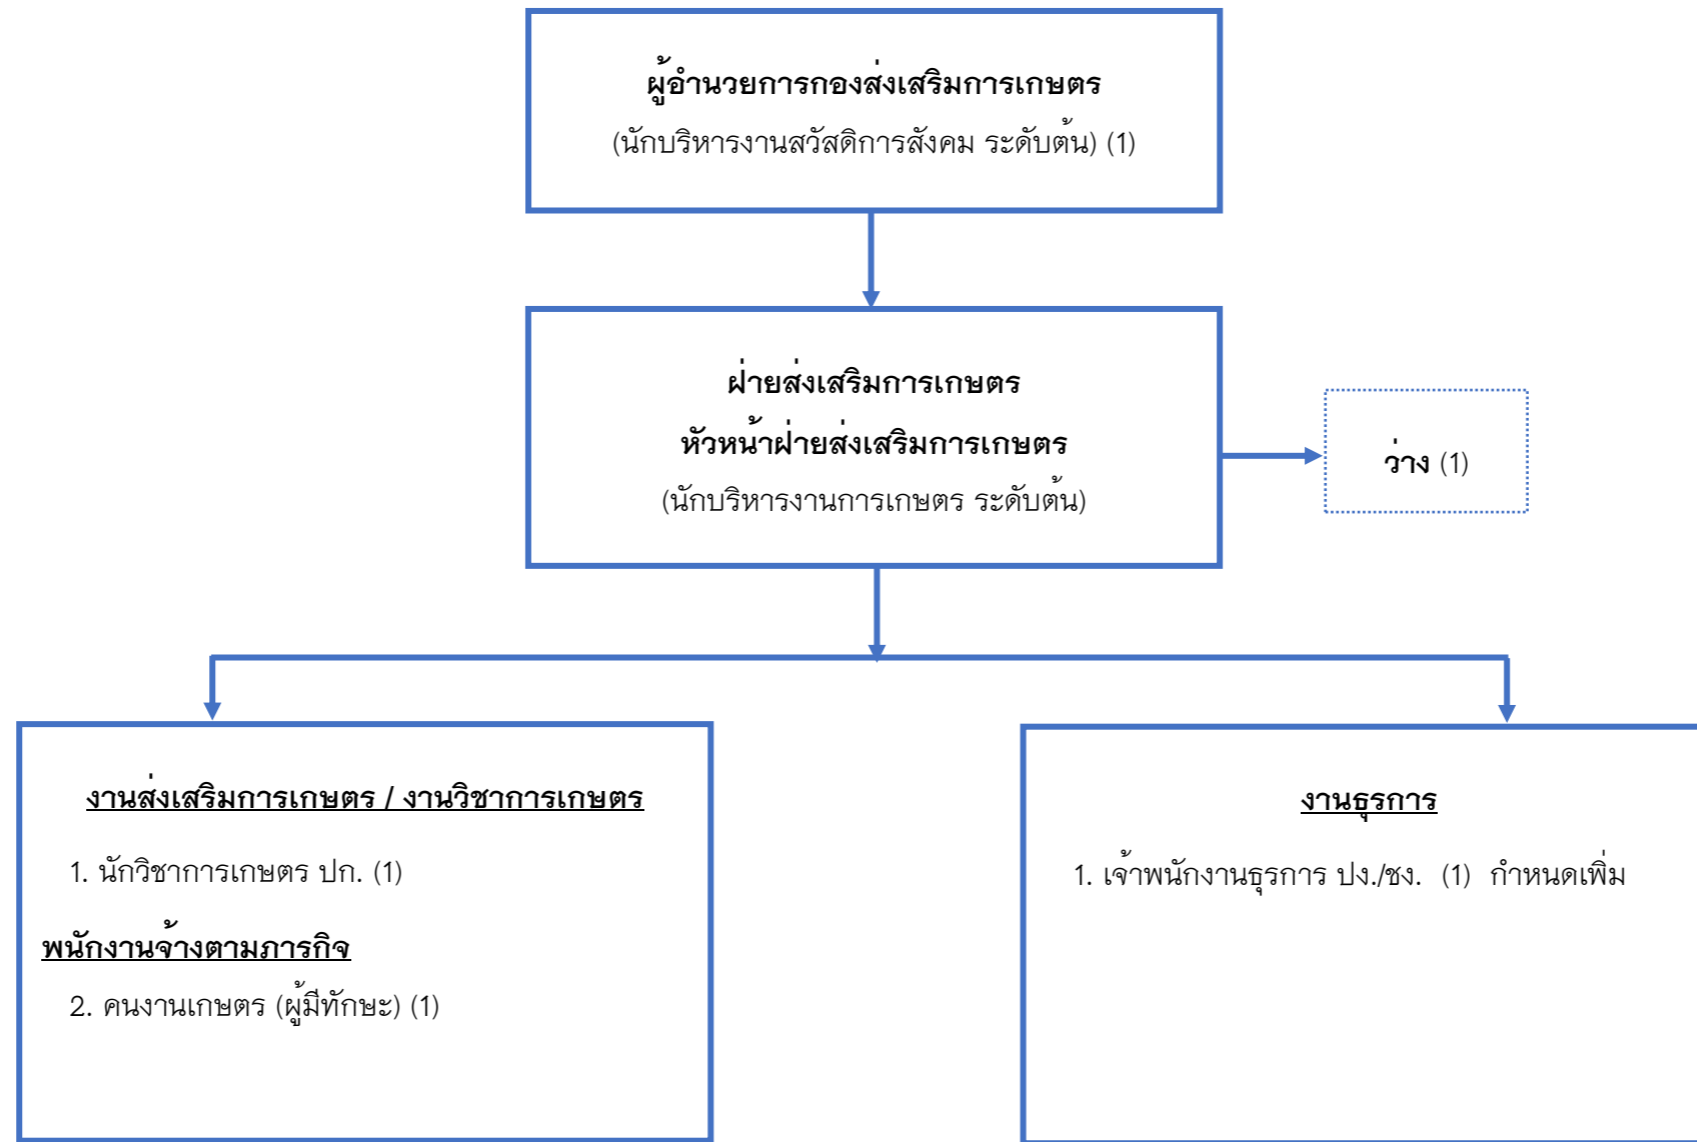 ผู้อำนวยการกองส่งเสริมการเกษตร
(นักบริหารงานสวัสดิการสังคม ระดับต้น) (1)
ฝ่ายส่งเสริมการเกษตร
หัวหน้าฝ่ายส่งเสริมการเกษตร
(นักบริหารงานการเกษตร ระดับต้น)
ว่าง (1)
งานส่งเสริมการเกษตร / งานวิชาการเกษตร
1. นักวิชาการเกษตร ปก. (1)
พนักงานจ้างตามภารกิจ
2. คนงานเกษตร (ผู้มีทักษะ) (1)
งานธุรการ
1. เจ้าพนักงานธุรการ ปง./ชง. (1) กำหนดเพิ่ม